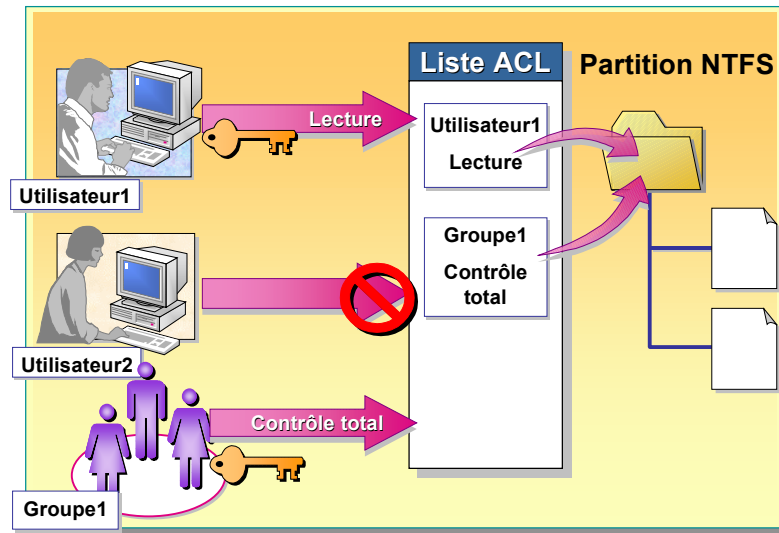 Liste ACL
Partition NTFS
Lecture
Utilisateur1
Lecture
Utilisateur1
Groupe1
Contrôle
total
Utilisateur2
Contrôle total
Groupe1